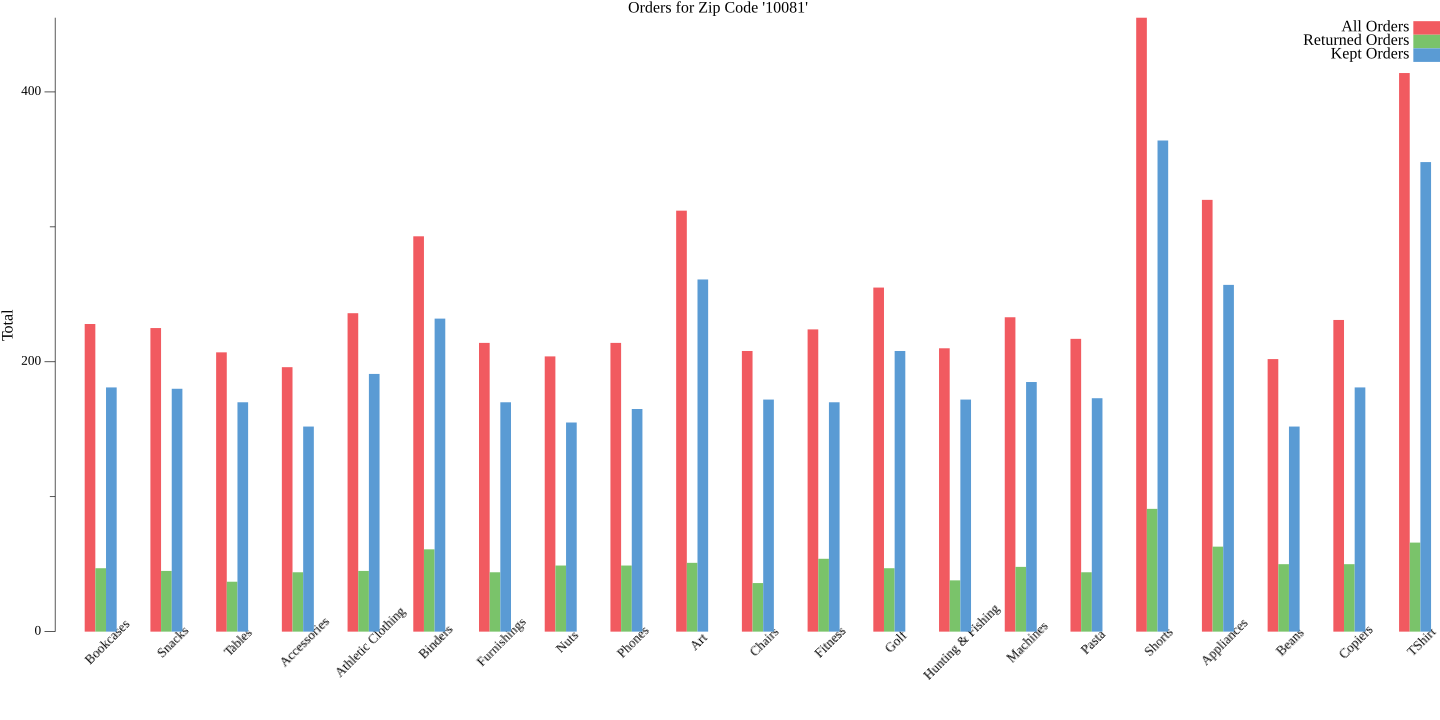 Orders for Zip Code '10081'
All Orders
Returned Orders
Kept Orders
Total
400
200
0
Bookcases
Snacks
Tables
Accessories
Athletic Clothing
Binders
Furnishings
Nuts
Phones
Art
Chairs
Fitness
Golf
Hunting & Fishing
Machines
Pasta
Shorts
Appliances
Beans
Copiers
TShirt